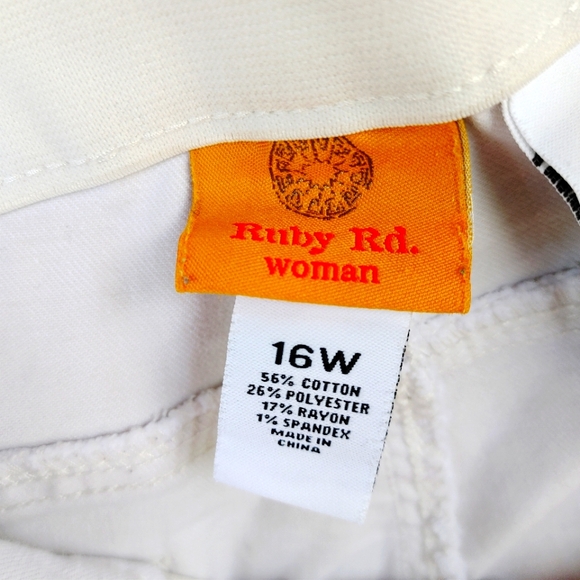 Ruby Rd.
woman
16W
56% COTTON
26% POLYESTER
17% RAYON
1% SPANDEX
MADE IN
CHINA